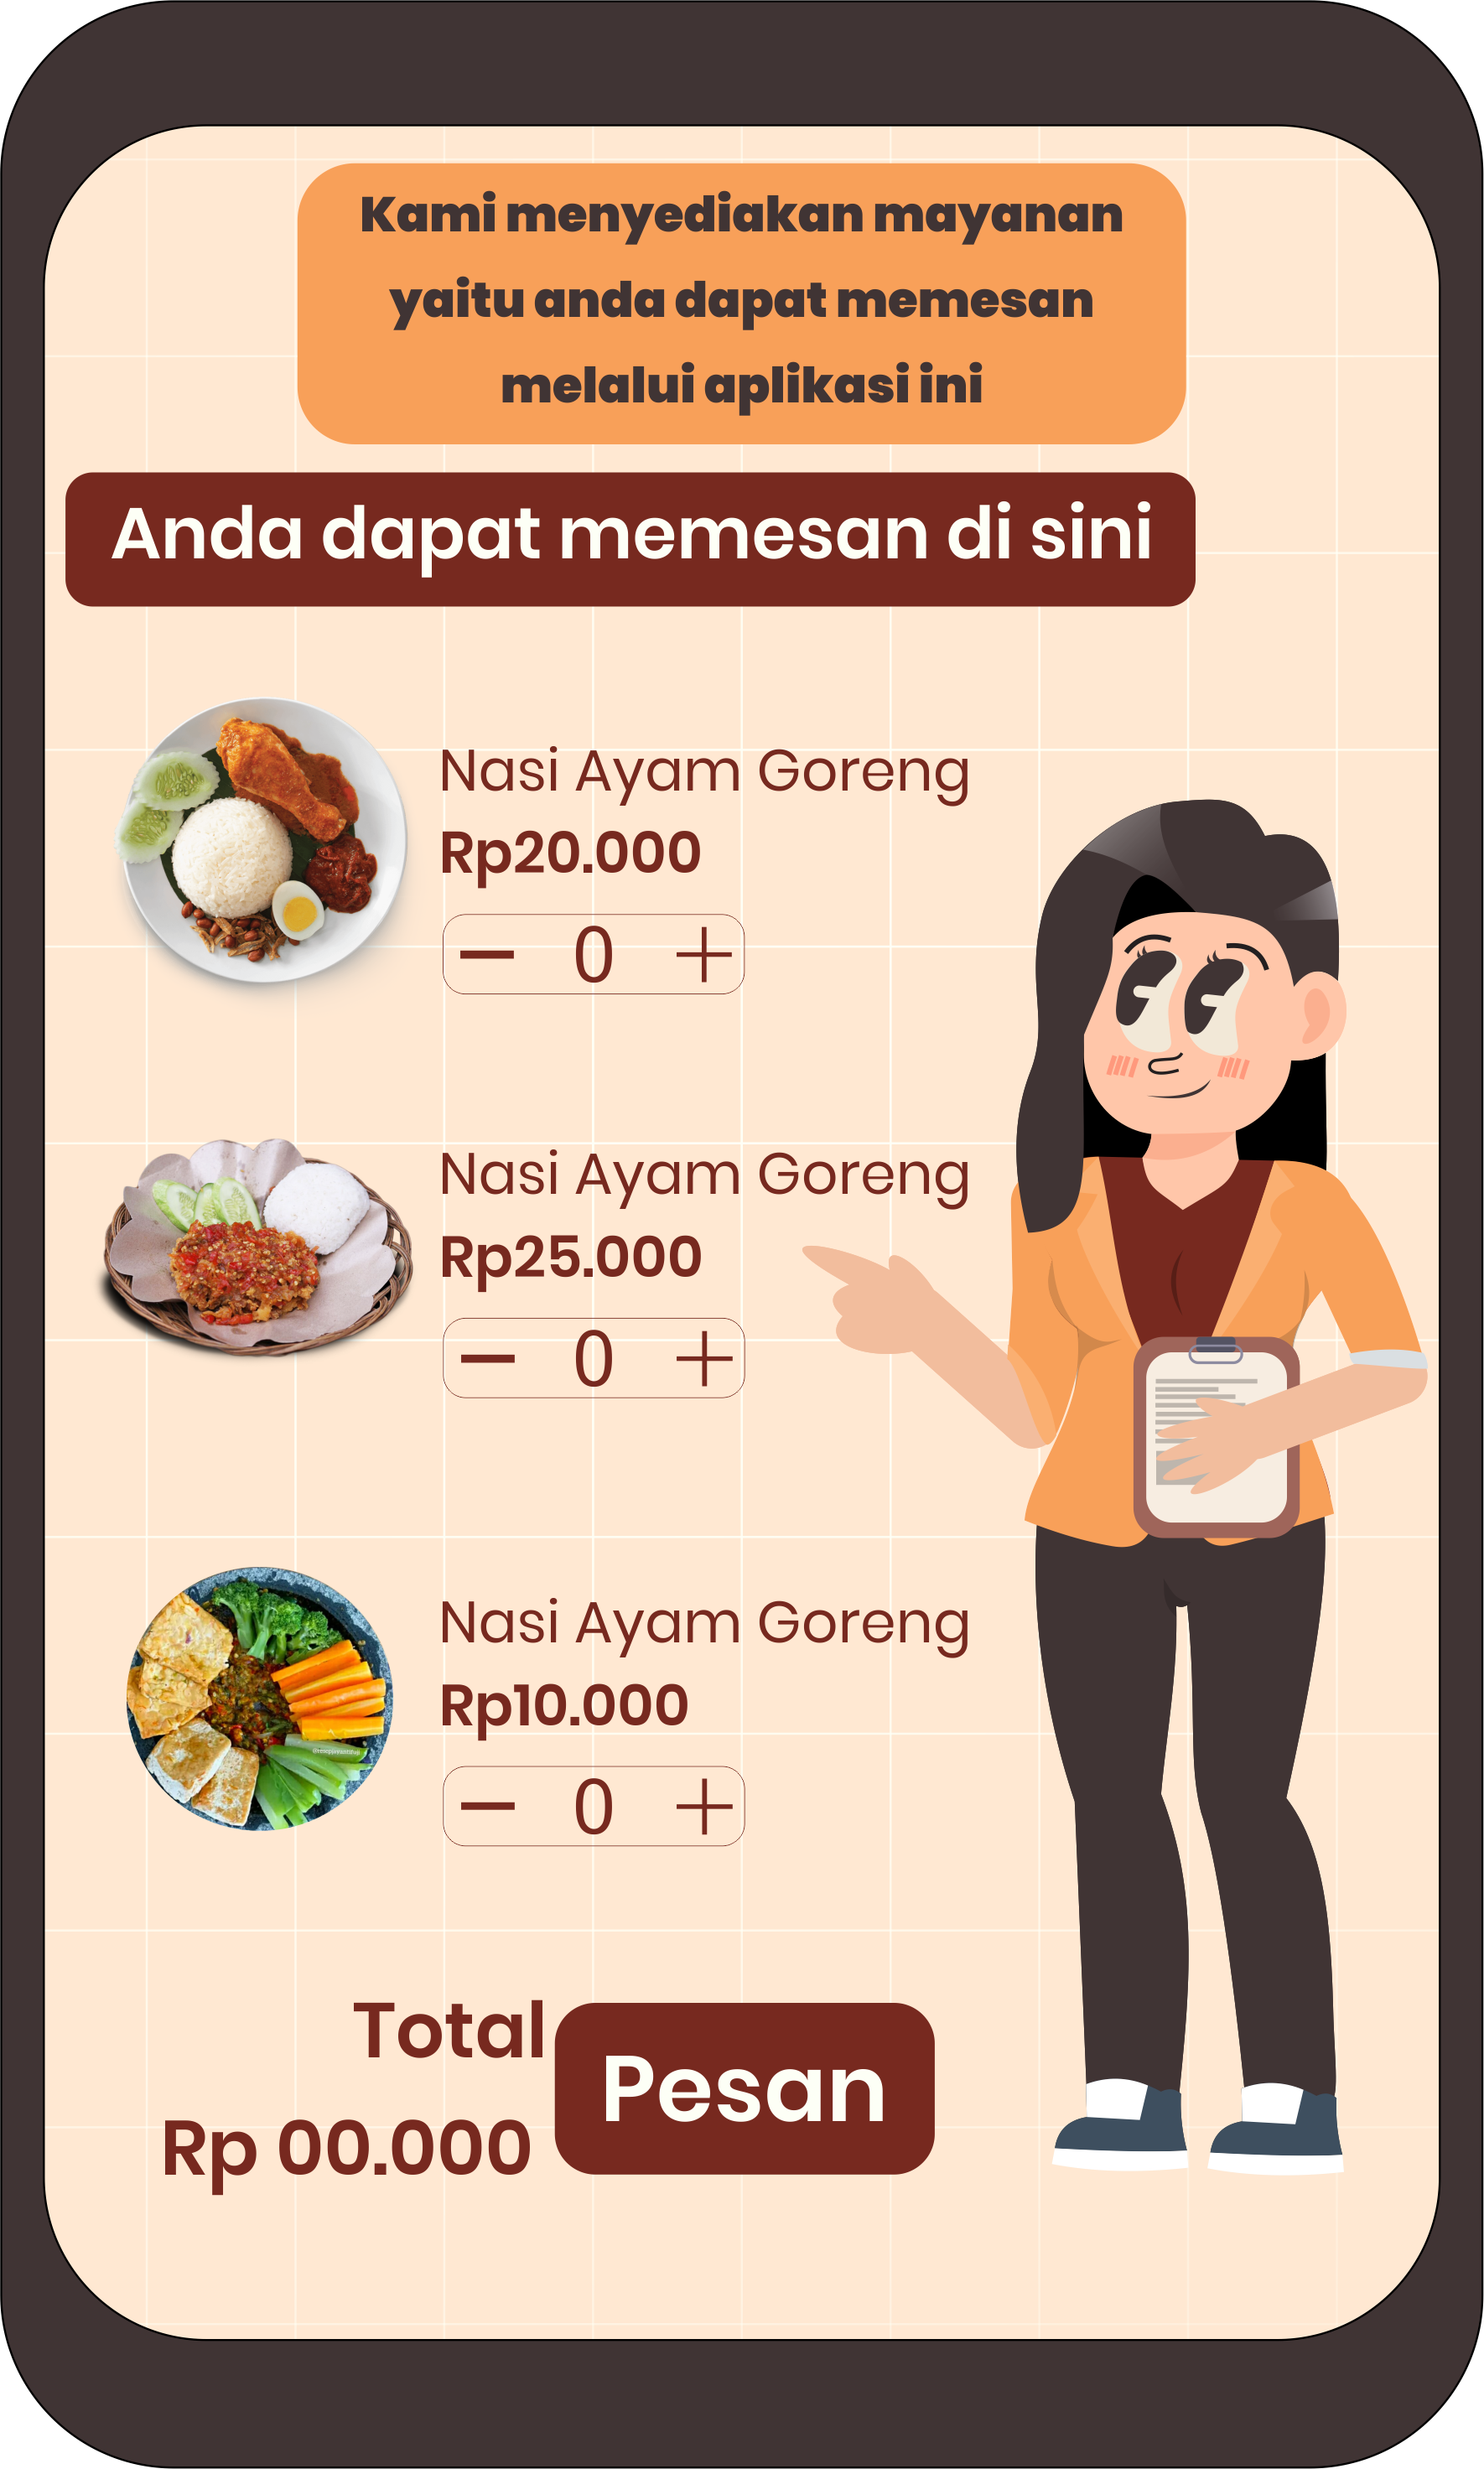 Kami menyediakan mayanan
yaitu anda dapat memesan
melalui aplikasi ini
Anda dapat memesan di sini
Nasi Ayam Goreng
Rp20.000
0
Nasi Ayam Goreng
Rp25.000
0
Nasi Ayam Goreng
Rp10.000
0
Total
Rp 00.000
Pesan